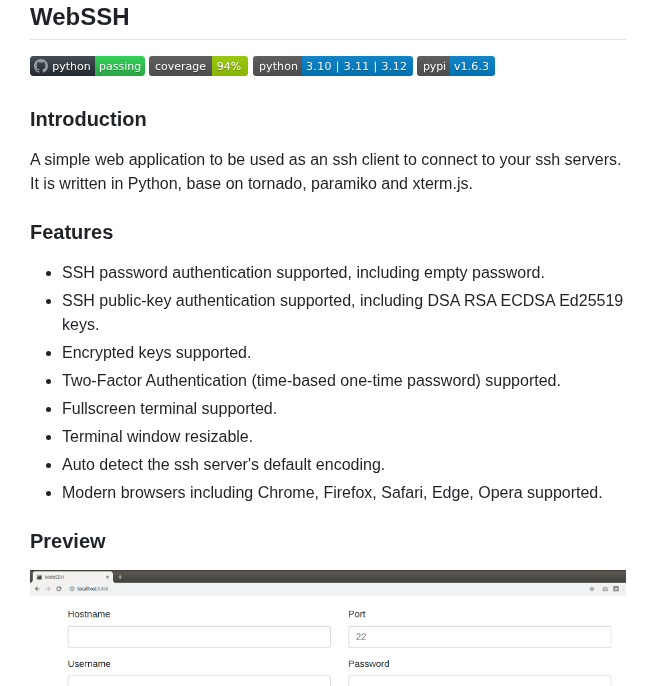 WebSSH
python passing coverage 94% python 3.10 | 3.11 | 3.12 pypi v1.6.3
Introduction
A simple web application to be used as an ssh client to connect to your ssh servers.
It is written in Python, base on tornado, paramiko and xterm.js.
Features
SSH password authentication supported, including empty password.
SSH public-key authentication supported, including DSA RSA ECDSA Ed25519
keys.
Encrypted keys supported.
Two-Factor Authentication (time-based one-time password) supported.
Fullscreen terminal supported.
Terminal window resizable.
Auto detect the ssh server's default encoding.
Modern browsers including Chrome, Firefox, Safari, Edge, Opera supported.
Preview
WebSSH
localhost:8888
Hostname Port
22
Username Password